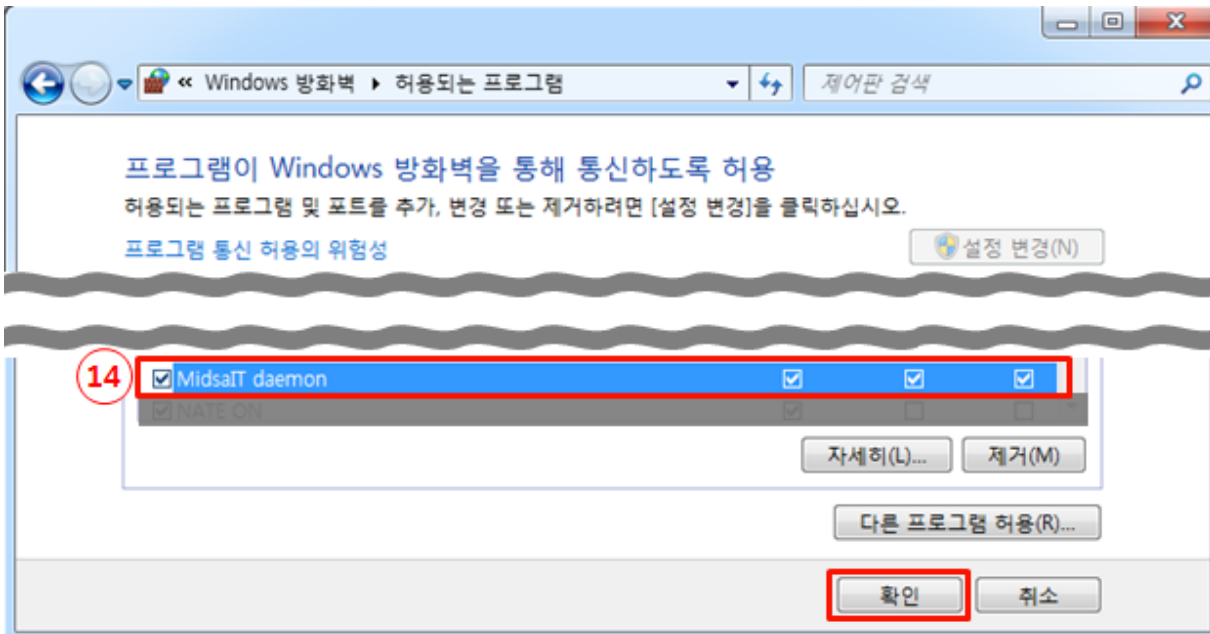 « Windows 방화벽 ▸ 허용되는 프로그램
제어판 검색
프로그램이 Windows 방화벽을 통해 통신하도록 허용
허용되는 프로그램 및 포트를 추가, 변경 또는 제거하려면 [설정 변경]을 클릭하십시오.
프로그램 통신 허용의 위험성
설정 변경(N)
14
MidsaIT daemon
NATE ON
자세히(L)...
제거(M)
다른 프로그램 허용(R)...
확인
취소